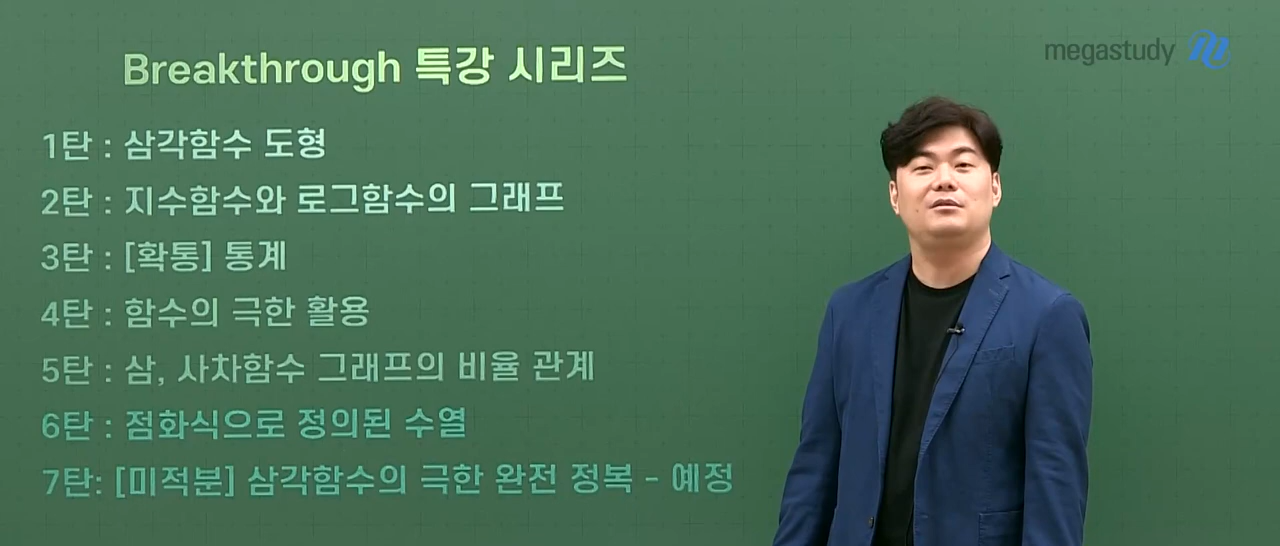 megastudy
Breakthrough 특강 시리즈
1탄 : 삼각함수 도형
2탄 : 지수함수와 로그함수의 그래프
3탄 : [확통] 통계
4탄 : 함수의 극한 활용
5탄 : 삼, 사차함수 그래프의 비율 관계
6탄 : 점화식으로 정의된 수열
7탄: [미적분] 삼각함수의 극한 완전 정복 - 예정